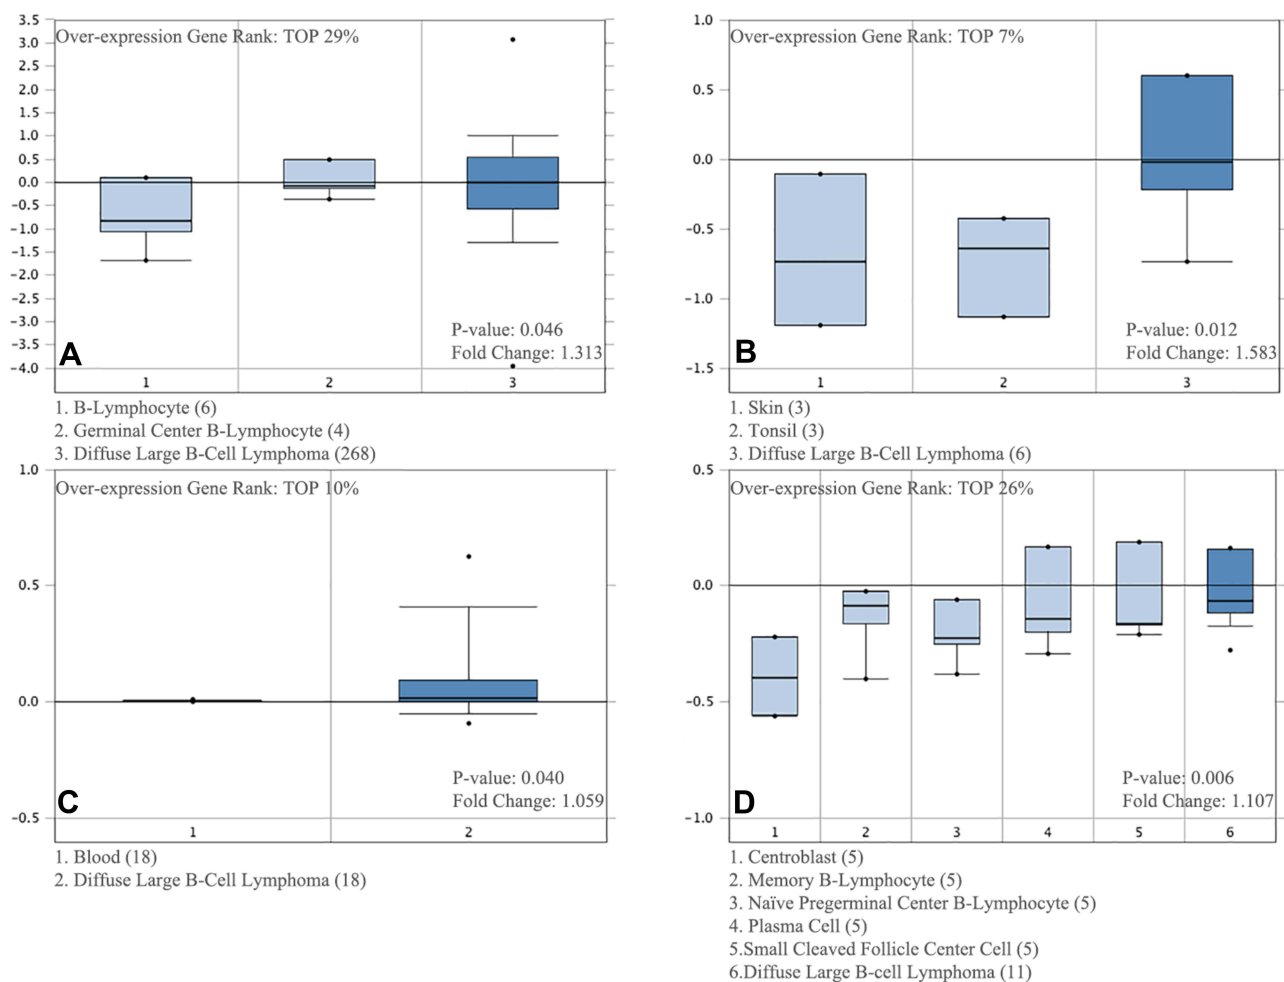 3.5
Over-expression Gene Rank: TOP 29%
3.0
2.5
2.0
1.5
1.0
0.5
0.0
−0.5
−1.0
−1.5
−2.0
−2.5
−3.0
−3.5
−4.0
P-value: 0.046
Fold Change: 1.313
A
1 2 3
1. B-Lymphocyte (6)
2. Germinal Center B-Lymphocyte (4)
3. Diffuse Large B-Cell Lymphoma (268)
1.0
Over-expression Gene Rank: TOP 7%
0.5
0.0
−0.5
−1.0
−1.5
P-value: 0.012
Fold Change: 1.583
B
1 2 3
1. Skin (3)
2. Tonsil (3)
3. Diffuse Large B-Cell Lymphoma (6)
1.0
Over-expression Gene Rank: TOP 10%
0.5
0.0
−0.5
P-value: 0.040
Fold Change: 1.059
C
1 2
1. Blood (18)
2. Diffuse Large B-Cell Lymphoma (18)
0.5
Over-expression Gene Rank: TOP 26%
0.0
−0.5
−1.0
P-value: 0.006
Fold Change: 1.107
D
1 2 3 4 5 6
1. Centroblast (5)
2. Memory B-Lymphocyte (5)
3. Naïve Pregerminal Center B-Lymphocyte (5)
4. Plasma Cell (5)
5.Small Cleaved Follicle Center Cell (5)
6.Diffuse Large B-cell Lymphoma (11)